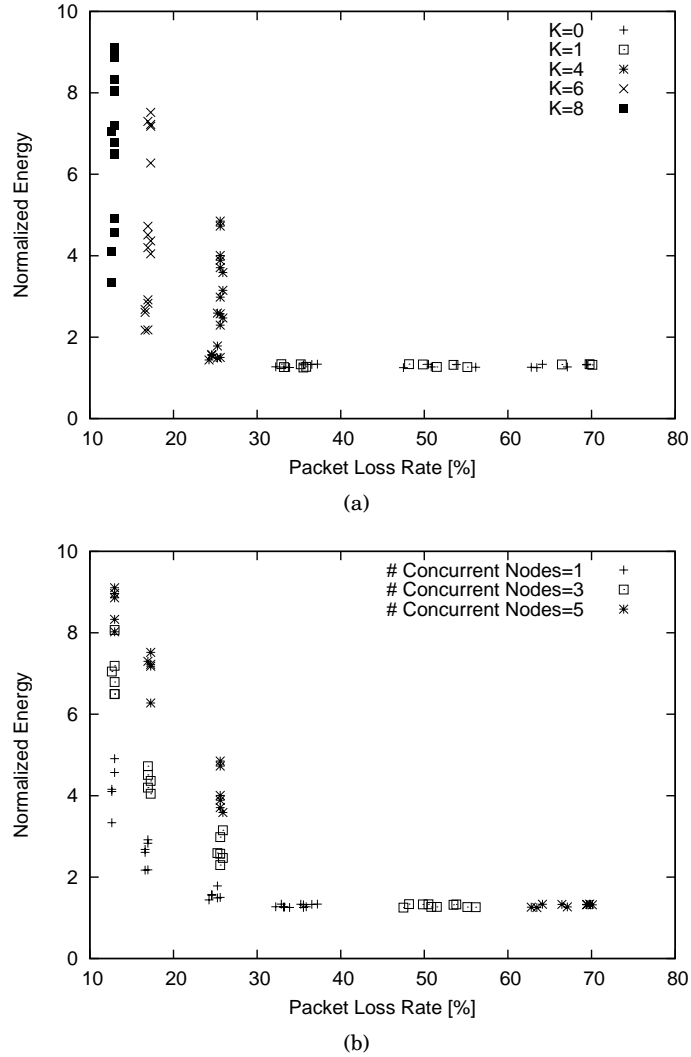 10
8
6
4
2
0
Normalized Energy
K=0
K=1
K=4
K=6
K=8
10 20 30 40 50 60 70 80
Packet Loss Rate [%]
(a)
10
8
6
4
2
0
Normalized Energy
# Concurrent Nodes=1
# Concurrent Nodes=3
# Concurrent Nodes=5
10 20 30 40 50 60 70 80
Packet Loss Rate [%]
(b)